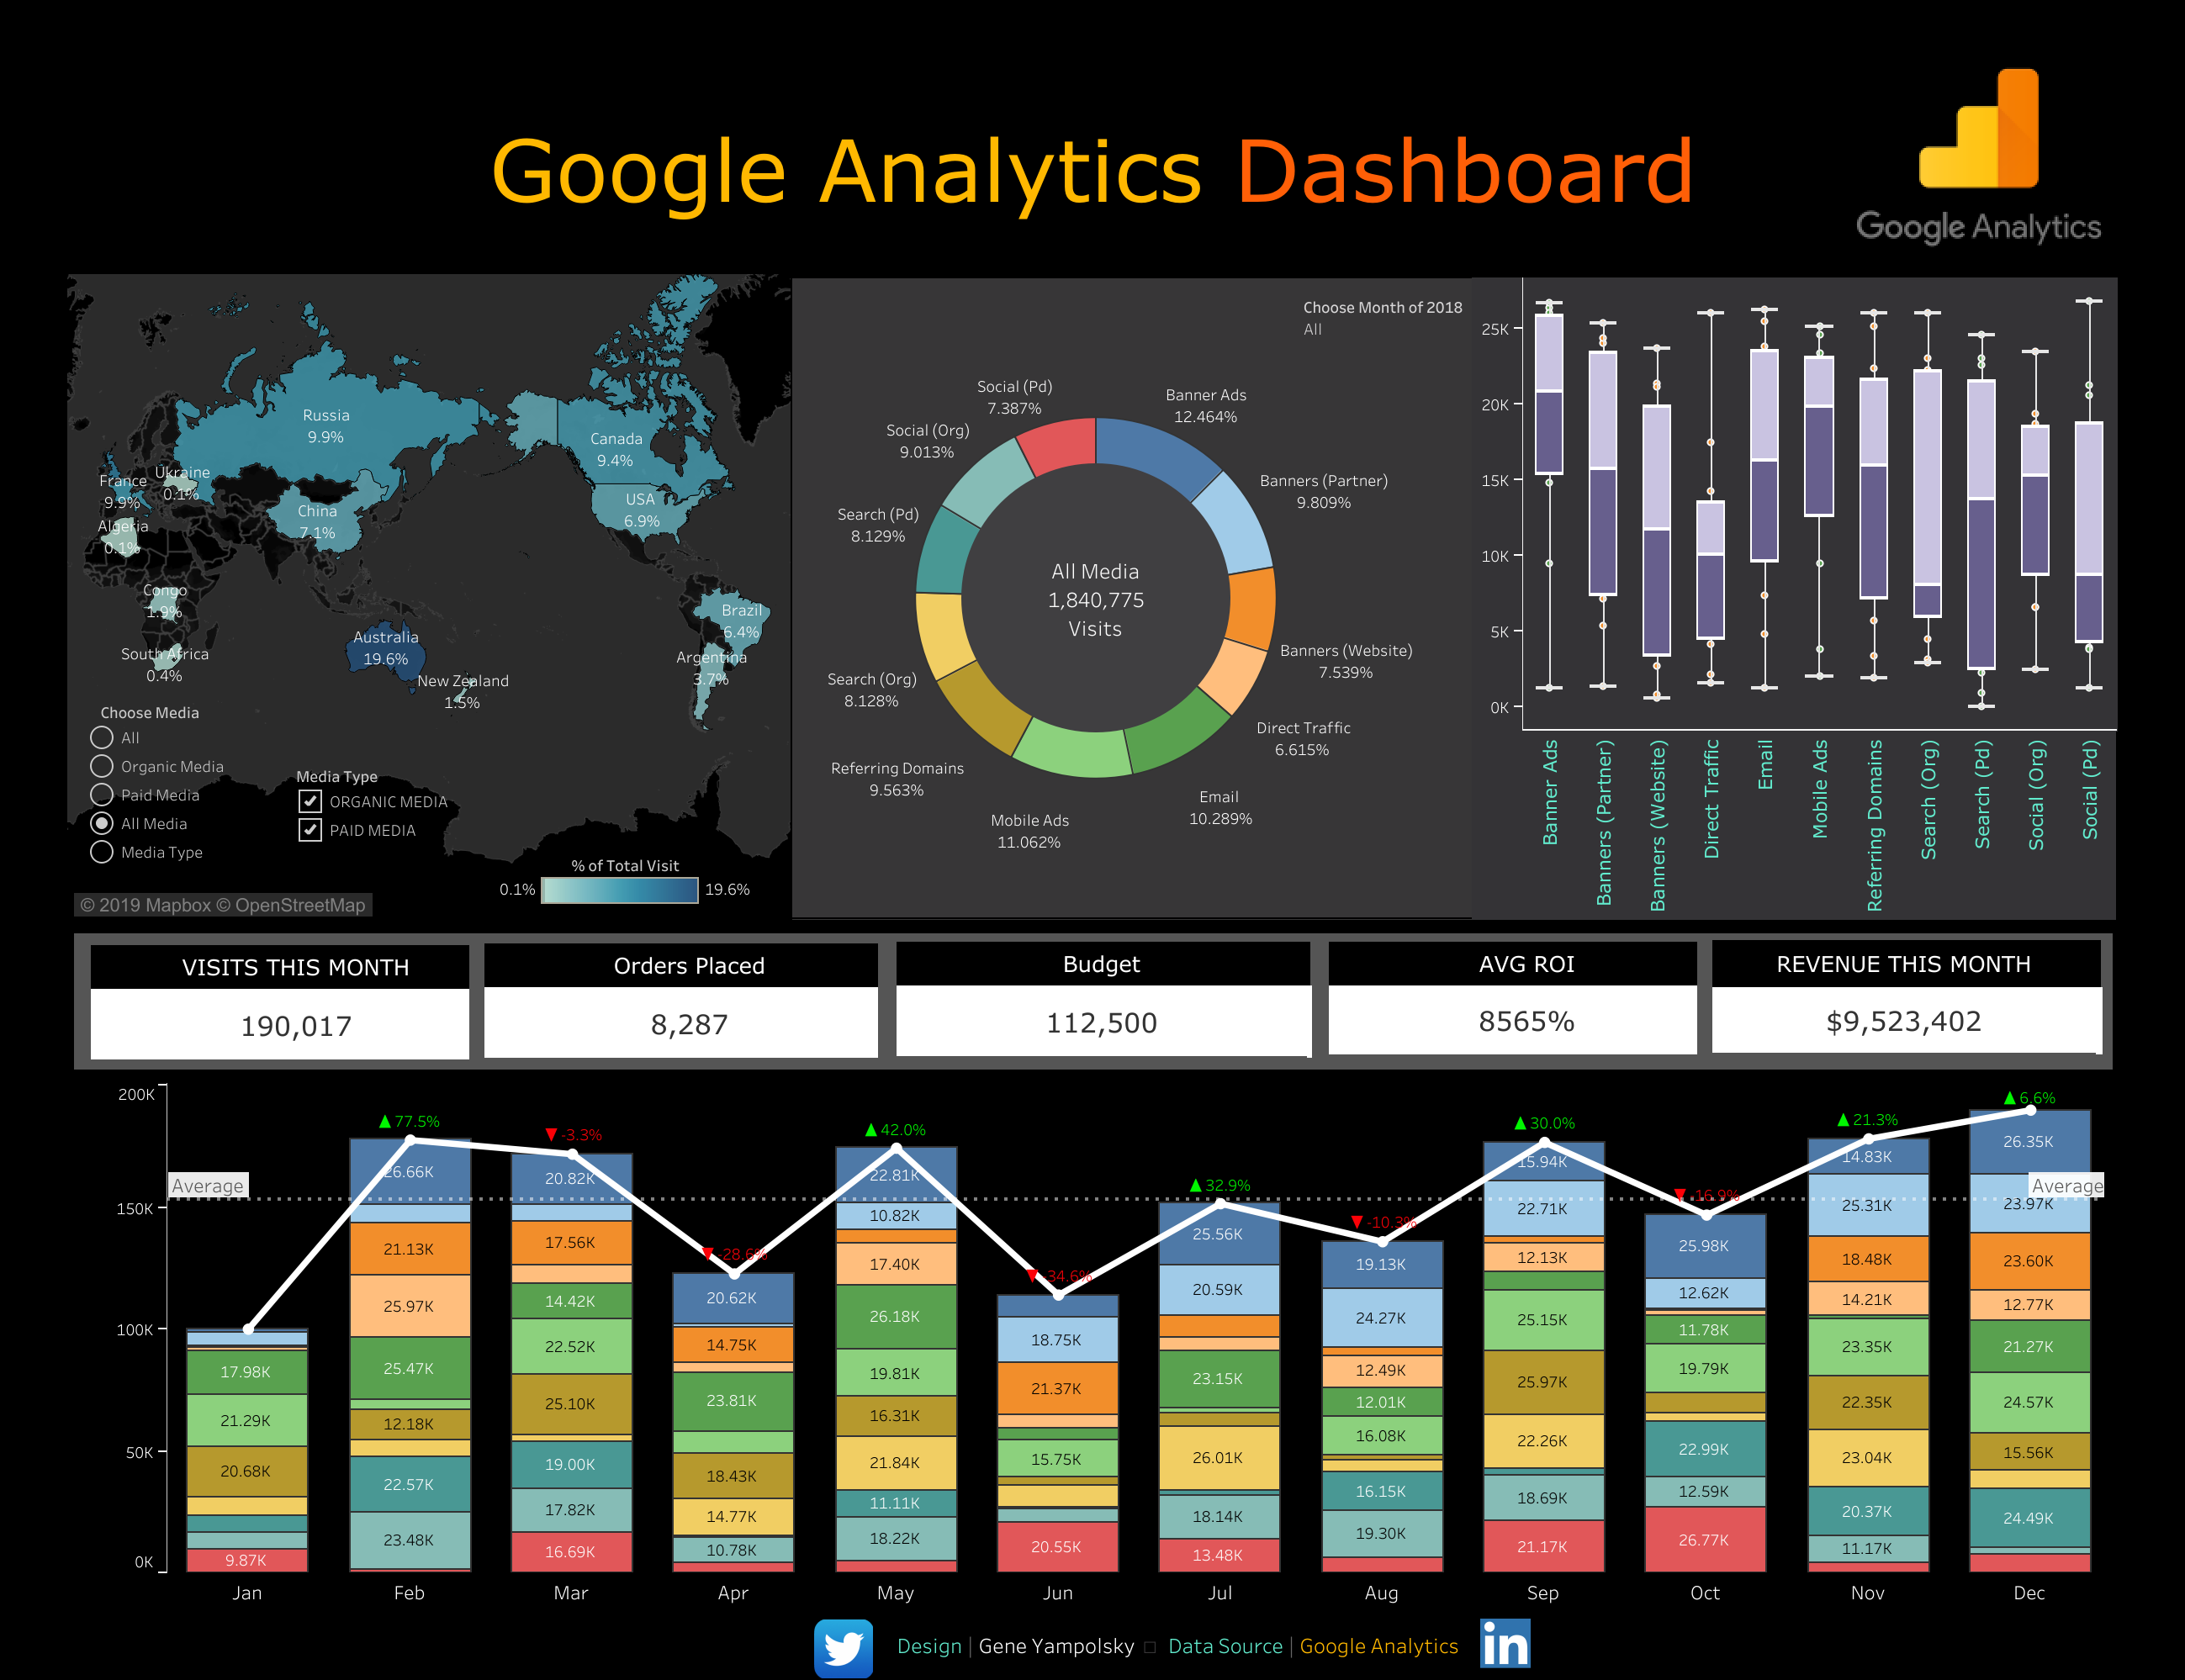 Google Analytics Dashboard
Google Analytics
Russia
9.9%
Canada
9.4%
Ukraine
0.1%
France
9.9%
USA
6.9%
China
7.1%
Algeria
0.1%
Congo
1.9%
Brazil
6.4%
Australia
19.6%
South Africa
0.4%
Argentina
3.7%
New Zealand
1.5%
Choose Media
All
Organic Media
Paid Media
All Media
Media Type
Media Type
ORGANIC MEDIA
PAID MEDIA
% of Total Visit
0.1%
19.6%
© 2019 Mapbox © OpenStreetMap
Choose Month of 2018
All
Social (Pd)
7.387%
Banner Ads
12.464%
Social (Org)
9.013%
Banners (Partner)
9.809%
Search (Pd)
8.129%
All Media
1,840,775
Visits
Banners (Website)
7.539%
Search (Org)
8.128%
Direct Traffic
6.615%
Referring Domains
9.563%
Email
10.289%
Mobile Ads
11.062%
25K
20K
15K
10K
5K
0K
Banner Ads
Banners (Partner)
Banners (Website)
Direct Traffic
Email
Mobile Ads
Referring Domains
Search (Org)
Search (Pd)
Social (Org)
Social (Pd)
VISITS THIS MONTH
190,017
Orders Placed
8,287
Budget
112,500
AVG ROI
8565%
REVENUE THIS MONTH
$9,523,402
200K
150K
100K
50K
0K
Average
Average
17.98K
21.29K
20.68K
9.87K
Jan
▲ 77.5%
26.66K
21.13K
25.97K
25.47K
12.18K
22.57K
23.48K
Feb
▼ -3.3%
20.82K
17.56K
14.42K
22.52K
25.10K
19.00K
17.82K
16.69K
Mar
▼ -28.6%
20.62K
14.75K
23.81K
18.43K
14.77K
10.78K
Apr
▲ 42.0%
22.81K
10.82K
17.40K
26.18K
19.81K
16.31K
21.84K
11.11K
18.22K
May
▼ -34.6%
18.75K
21.37K
15.75K
20.55K
Jun
▲ 32.9%
25.56K
20.59K
23.15K
26.01K
18.14K
13.48K
Jul
▼ -10.3%
19.13K
24.27K
12.49K
12.01K
16.08K
16.15K
19.30K
Aug
▲ 30.0%
15.94K
22.71K
12.13K
25.15K
25.97K
22.26K
18.69K
21.17K
Sep
▼ -16.9%
25.98K
12.62K
11.78K
19.79K
22.99K
12.59K
26.77K
Oct
▲ 21.3%
14.83K
25.31K
18.48K
14.21K
23.35K
22.35K
23.04K
20.37K
11.17K
Nov
▲ 6.6%
26.35K
23.97K
23.60K
12.77K
21.27K
24.57K
15.56K
24.49K
Dec
Design | Gene Yampolsky □ Data Source | Google Analytics
in